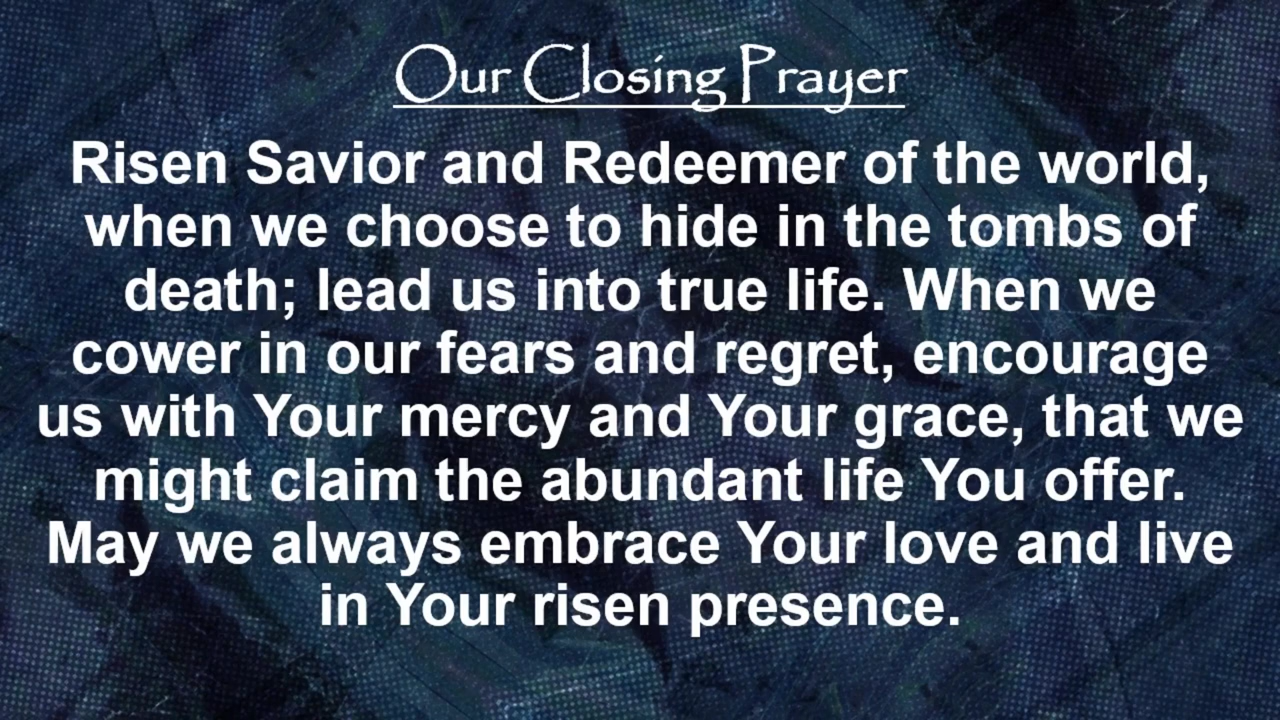 Our Closing Prayer
Risen Savior and Redeemer of the world,
when we choose to hide in the tombs of
death; lead us into true life. When we
cower in our fears and regret, encourage
us with Your mercy and Your grace, that we
might claim the abundant life You offer.
May we always embrace Your love and live
in Your risen presence.